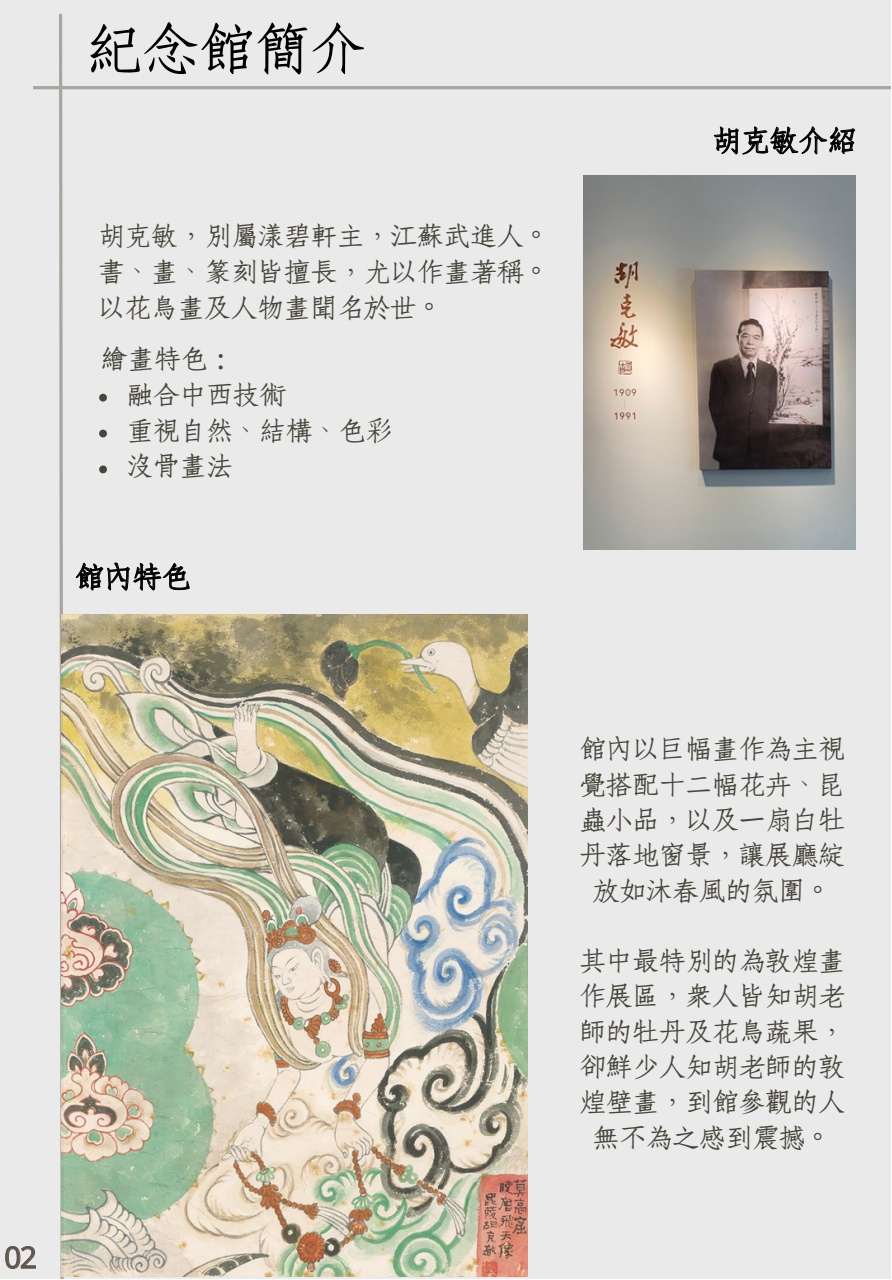 紀念館簡介
胡克敏介紹
胡克敏，別屬漾碧軒主，江蘇武進人。
書、畫、篆刻皆擅長，尤以作畫著稱。
以花鳥畫及人物畫聞名於世。
繪畫特色：
• 融合中西技術
• 重視自然、結構、色彩
• 沒骨畫法
胡
克
敏
1909
1991
館內特色
館內以巨幅畫作為主視
覺搭配十二幅花卉、昆
蟲小品，以及一扇白牡
丹落地窗景，讓展廳綻
放如沐春風的氛圍。
其中最特別的為敦煌畫
作展區，衆人皆知胡老
師的牡丹及花鳥蔬果，
卻鮮少人知胡老師的敦
煌壁畫，到館參觀的人
無不為之感到震撼。
莫高窟
晚唐飛天像
毘陵胡克敏
02